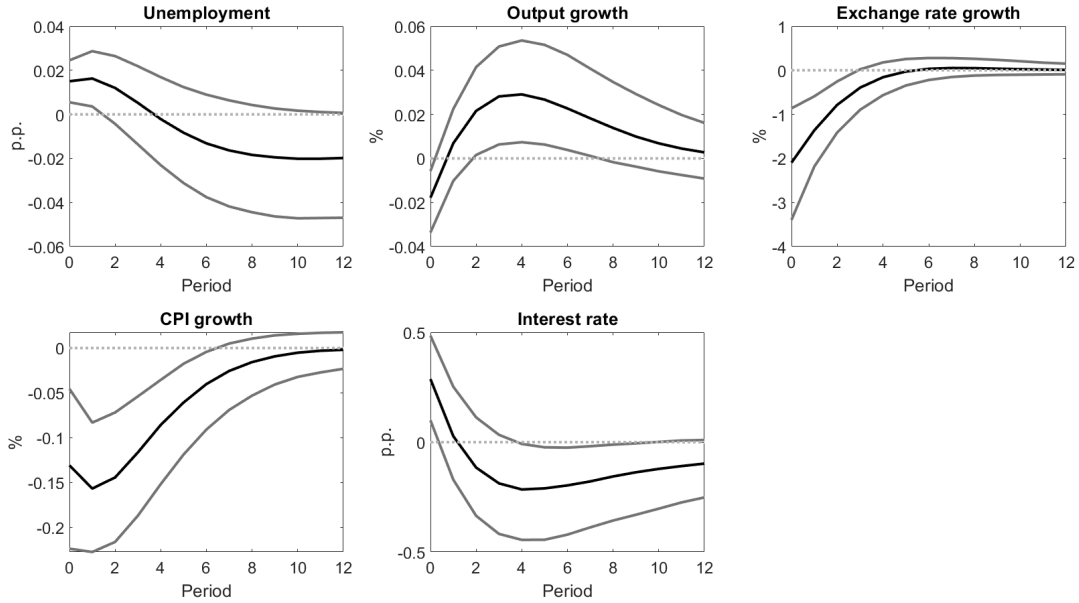 Unemployment
0.04
0.02
0
-0.02
-0.04
-0.06
p.p.
0 2 4 6 8 10 12
Period
Output growth
0.06
0.04
0.02
0
-0.02
-0.04
%
0 2 4 6 8 10 12
Period
Exchange rate growth
1
0
-1
-2
-3
-4
%
0 2 4 6 8 10 12
Period
CPI growth
0
-0.05
-0.1
-0.15
-0.2
%
0 2 4 6 8 10 12
Period
Interest rate
0.5
0
-0.5
p.p.
0 2 4 6 8 10 12
Period